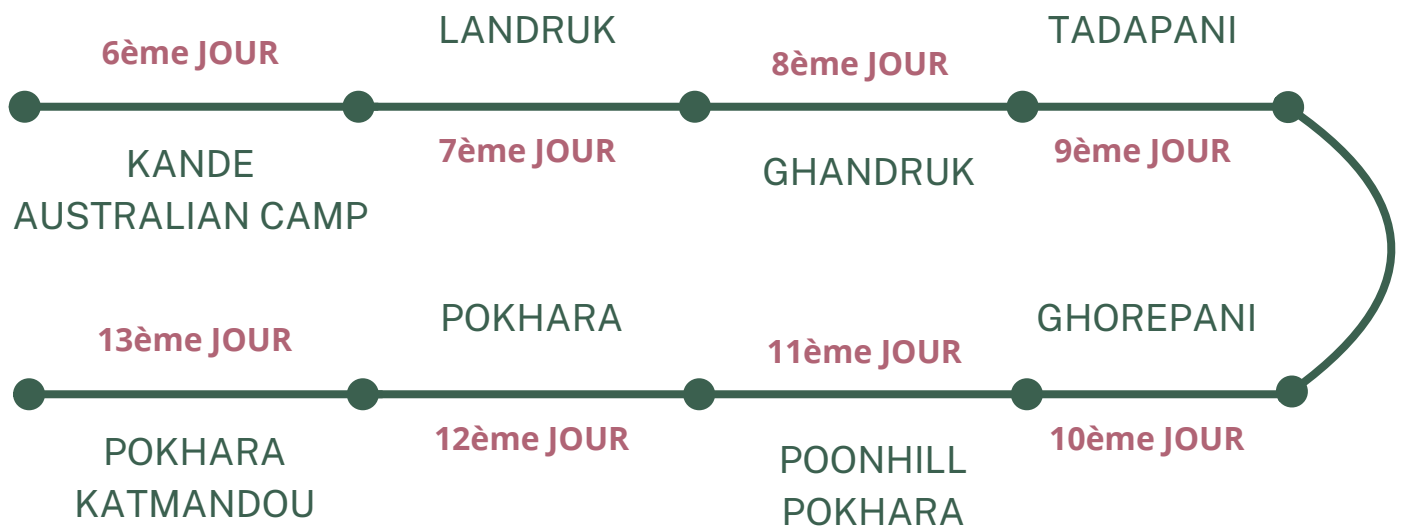 6ème JOUR
KANDE
AUSTRALIAN CAMP
LANDRUK
7ème JOUR
8ème JOUR
GHANDRUK
TADAPANI
9ème JOUR
GHOREPANI
10ème JOUR
11ème JOUR
POONHILL
POKHARA
POKHARA
12ème JOUR
13ème JOUR
POKHARA
KATMANDOU